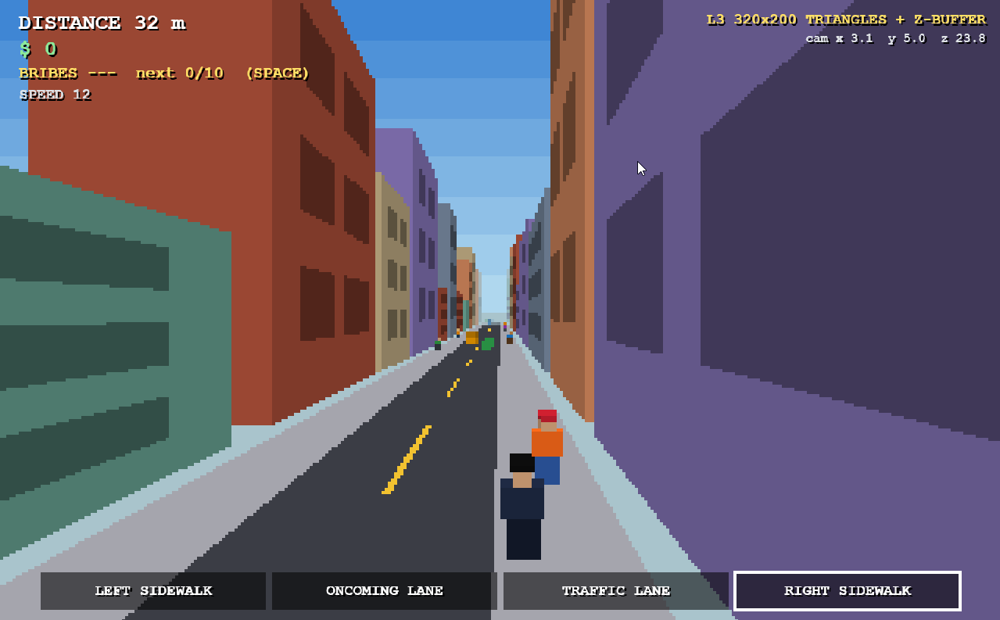 DISTANCE 32 m
$ 0
BRIBES --- next 0/10 (SPACE)
SPEED 12
L3 320x200 TRIANGLES + Z-BUFFER
cam x 3.1 y 5.0 z 23.8
LEFT SIDEWALK
ONCOMING LANE
TRAFFIC LANE
RIGHT SIDEWALK